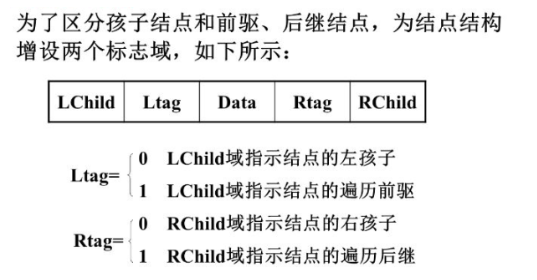 为了区分孩子结点和前驱、后继结点，为结点结构
增设两个标志域，如下所示：
LChild Ltag Data Rtag RChild
Ltag=
0 LChild域指示结点的左孩子
1 LChild域指示结点的遍历前驱
Rtag=
0 RChild域指示结点的右孩子
1 RChild域指示结点的遍历后继